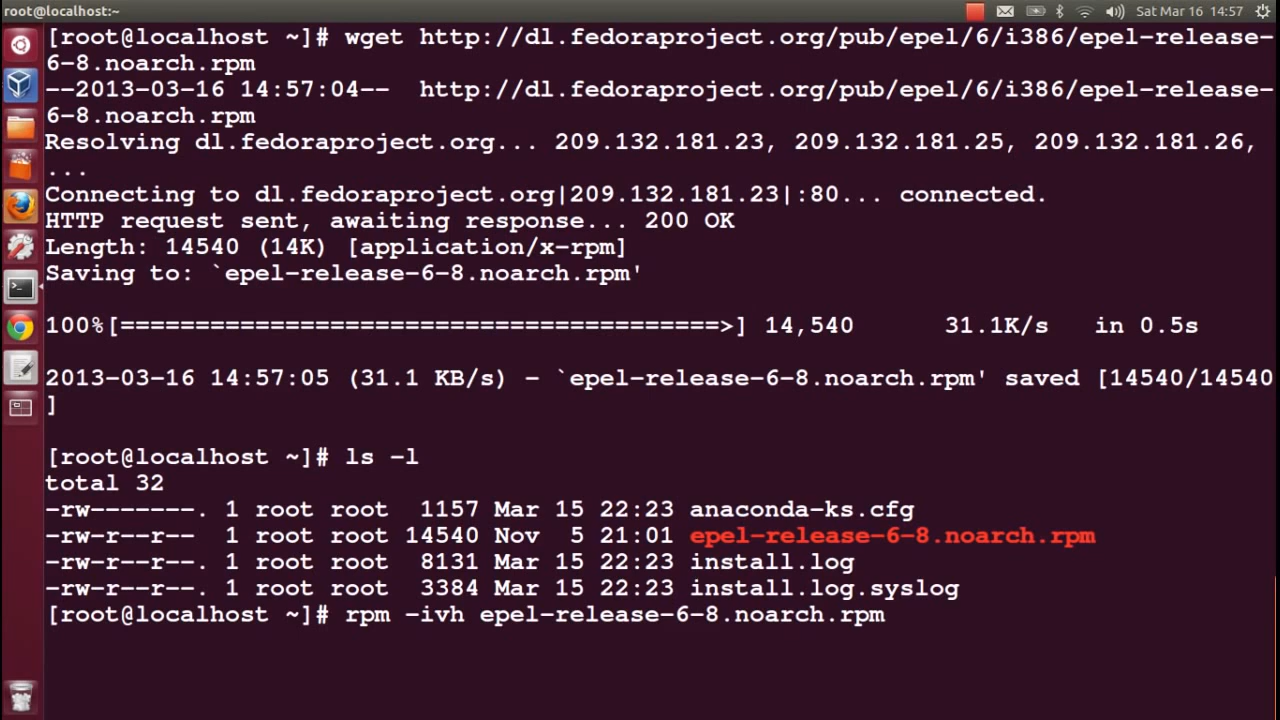 root@localhost:~
Sat Mar 16 14:57
[root@localhost ~]# wget http://dl.fedoraproject.org/pub/epel/6/i386/epel-release-
6-8.noarch.rpm
--2013-03-16 14:57:04--  http://dl.fedoraproject.org/pub/epel/6/i386/epel-release-
6-8.noarch.rpm
Resolving dl.fedoraproject.org... 209.132.181.23, 209.132.181.25, 209.132.181.26,
...
Connecting to dl.fedoraproject.org|209.132.181.23|:80... connected.
HTTP request sent, awaiting response... 200 OK
Length: 14540 (14K) [application/x-rpm]
Saving to: `epel-release-6-8.noarch.rpm'
100%[========================================>] 14,540      31.1K/s   in 0.5s
2013-03-16 14:57:05 (31.1 KB/s) - `epel-release-6-8.noarch.rpm' saved [14540/14540
]
[root@localhost ~]# ls -l
total 32
-rw-------. 1 root root  1157 Mar 15 22:23 anaconda-ks.cfg
-rw-r--r-- 1 root root 14540 Nov  5 21:01 epel-release-6-8.noarch.rpm
-rw-r--r--. 1 root root  8131 Mar 15 22:23 install.log
-rw-r--r--. 1 root root  3384 Mar 15 22:23 install.log.syslog
[root@localhost ~]# rpm -ivh epel-release-6-8.noarch.rpm